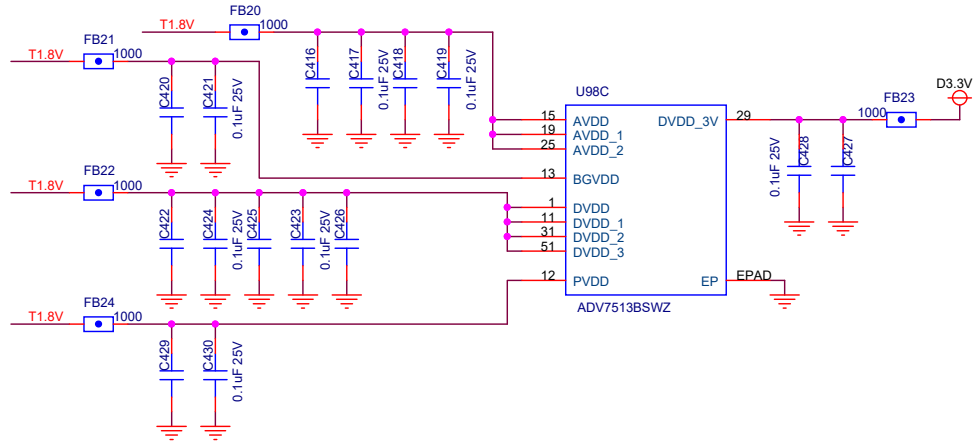 FB20
T1.8V
1000
FB21
T1.8V
1000
C416
C417
0.1uF 25V
C418
0.1uF 25V
C419
0.1uF 25V
C420
C421
0.1uF 25V
U98C
15
AVDD
19
AVDD_1
25
AVDD_2
13
BGVDD
1
DVDD
11
DVDD_1
31
DVDD_2
51
DVDD_3
12
PVDD
DVDD_3V
29
EP
EPAD
ADV7513BSWZ
D3.3V
FB23
1000
0.1uF 25V
C428
C427
FB22
T1.8V
1000
C422
C424
0.1uF 25V
C425
C423
0.1uF 25V
C426
FB24
T1.8V
1000
C429
C430
0.1uF 25V